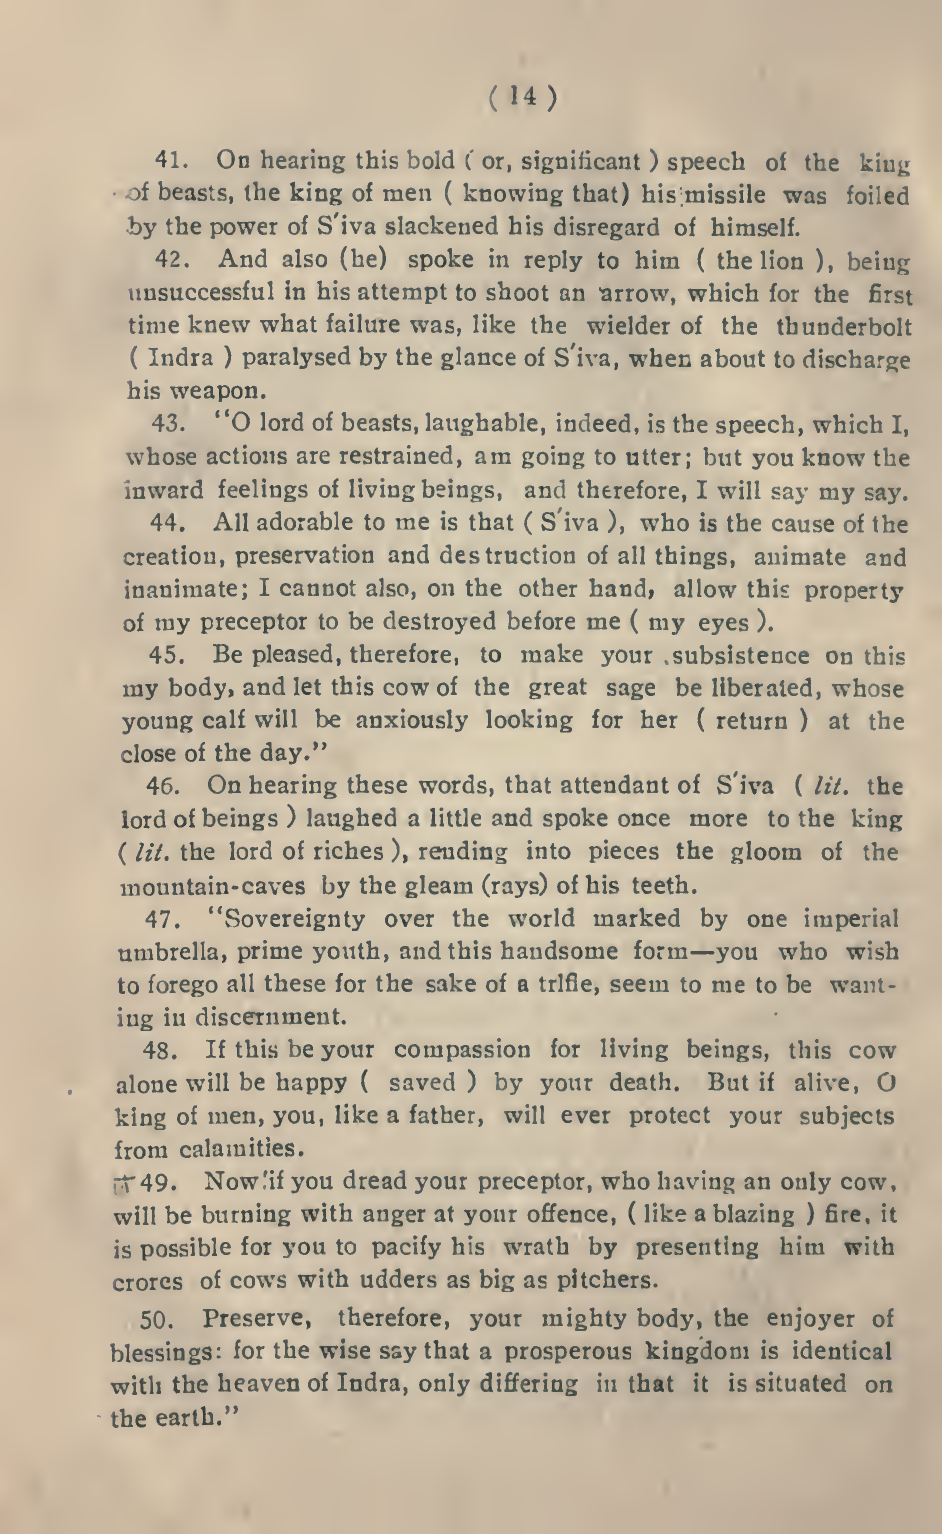 ( 14 )
41. On hearing this bold ( or, significant ) speech of the king
of beasts, the king of men ( knowing that) his missile was foiled
by the power of S'iva slackened his disregard of himself.
42. And also (he) spoke in reply to him ( the lion ), being
unsuccessful in his attempt to shoot an arrow, which for the first
time knew what failure was, like the wielder of the thunderbolt
( Indra ) paralysed by the glance of S'iva, when about to discharge
his weapon.
43. "O lord of beasts, laughable, indeed, is the speech, which I,
whose actions are restrained, am going to utter; but you know the
inward feelings of living beings, and therefore, I will say my say.
44. All adorable to me is that ( S'iva ), who is the cause of the
creation, preservation and destruction of all things, animate and
inanimate; I cannot also, on the other hand, allow this property
of my preceptor to be destroyed before me ( my eyes ).
45. Be pleased, therefore, to make your subsistence on this
my body, and let this cow of the great sage be liberated, whose
young calf will be anxiously looking for her ( return ) at the
close of the day."
46. On hearing these words, that attendant of S'iva ( lit. the
lord of beings ) laughed a little and spoke once more to the king
( lit. the lord of riches ), rending into pieces the gloom of the
mountain-caves by the gleam (rays) of his teeth.
47. "Sovereignty over the world marked by one imperial
umbrella, prime youth, and this handsome form—you who wish
to forego all these for the sake of a trifle, seem to me to be want-
ing in discernment.
48. If this be your compassion for living beings, this cow
alone will be happy ( saved ) by your death. But if alive, O
king of men, you, like a father, will ever protect your subjects
from calamities.
49. Now if you dread your preceptor, who having an only cow,
will be burning with anger at your offence, ( like a blazing ) fire, it
is possible for you to pacify his wrath by presenting him with
crores of cows with udders as big as pitchers.
50. Preserve, therefore, your mighty body, the enjoyer of
blessings: for the wise say that a prosperous kingdom is identical
with the heaven of Indra, only differing in that it is situated on
the earth."